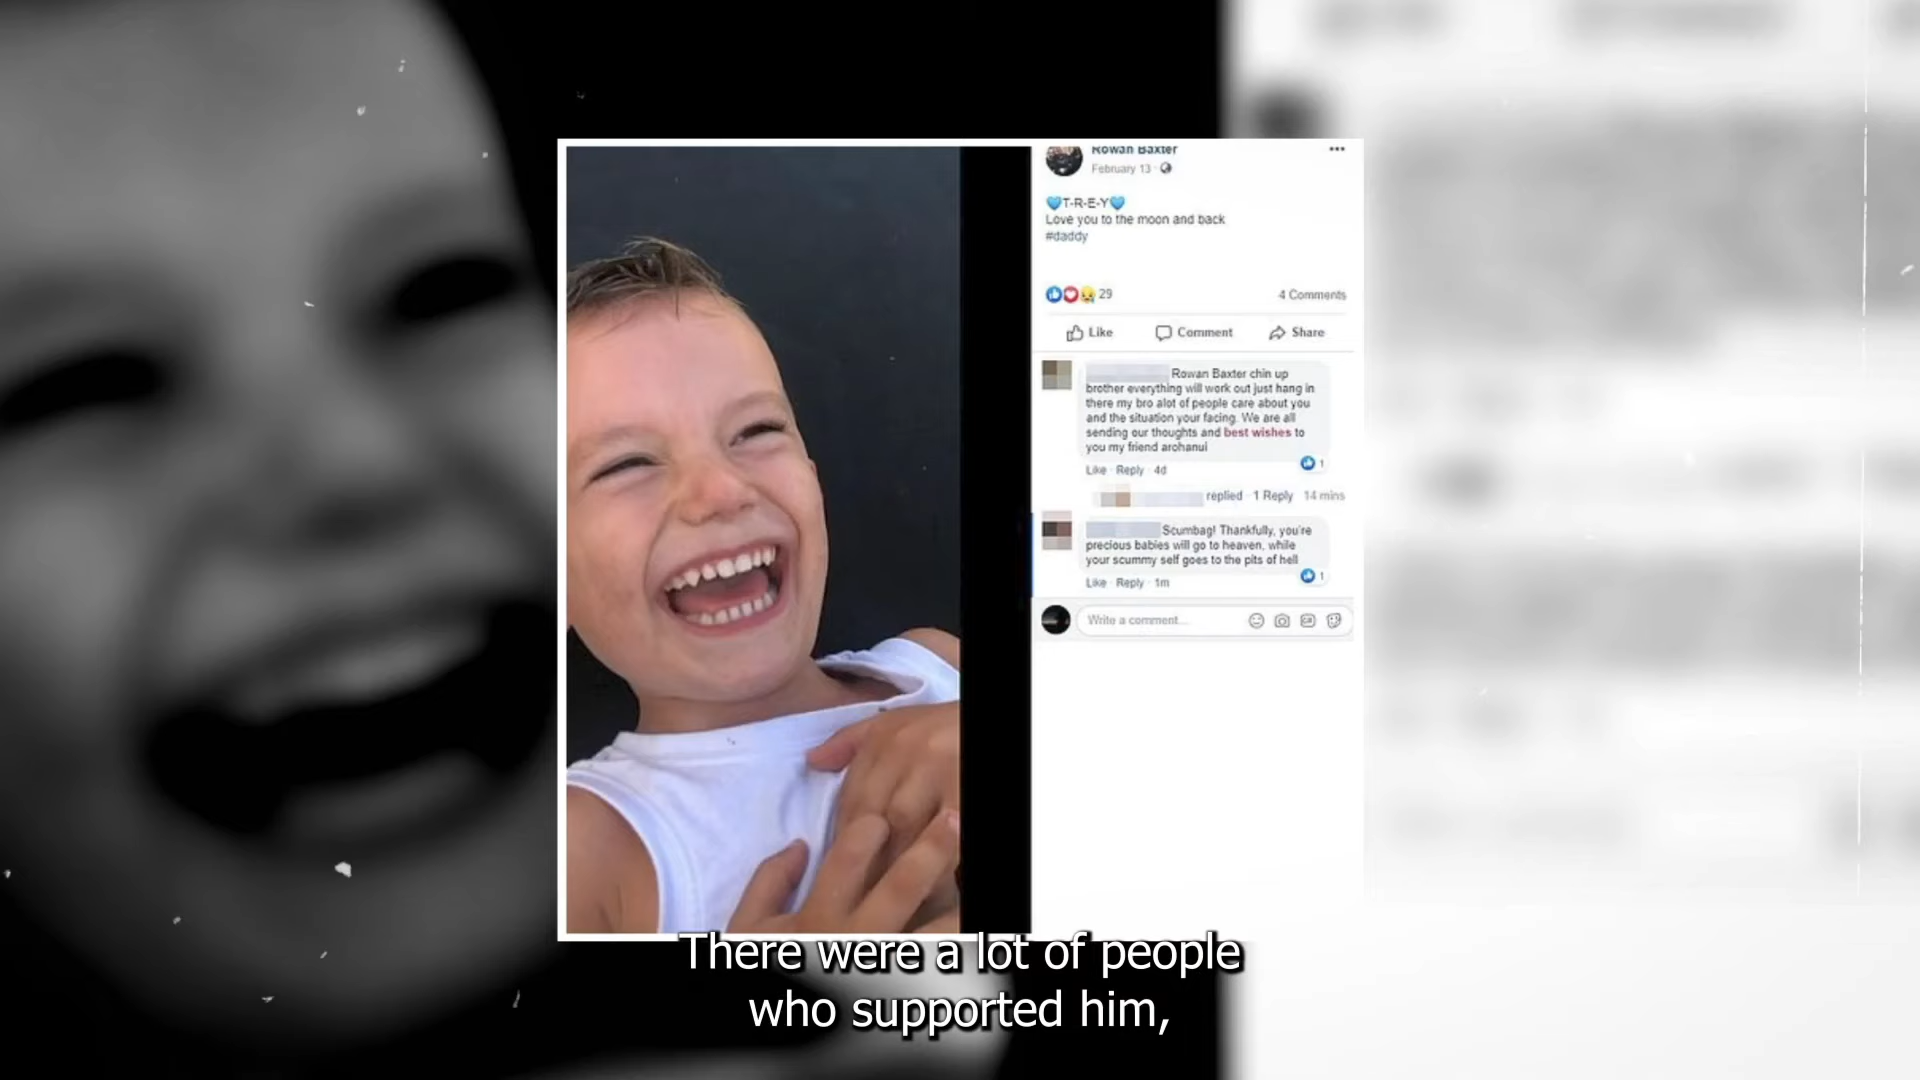 Rowan Baxter
February 13
💙T-R-E-Y💙
Love you to the moon and back
#daddy
29
4 Comments
Like Comment Share
Rowan Baxter chin up
brother everything will work out just hang in
there my bro alot of people care about you
and the situation your facing. We are all
sending our thoughts and best wishes to
you my friend arohanui
1
Like · Reply · 4d
replied · 1 Reply 14 mins
Scumbag! Thankfully, you're
precious babies will go to heaven, while
your scummy self goes to the pits of hell
1
Like · Reply · 1m
Write a comment...
There were a lot of people
who supported him,